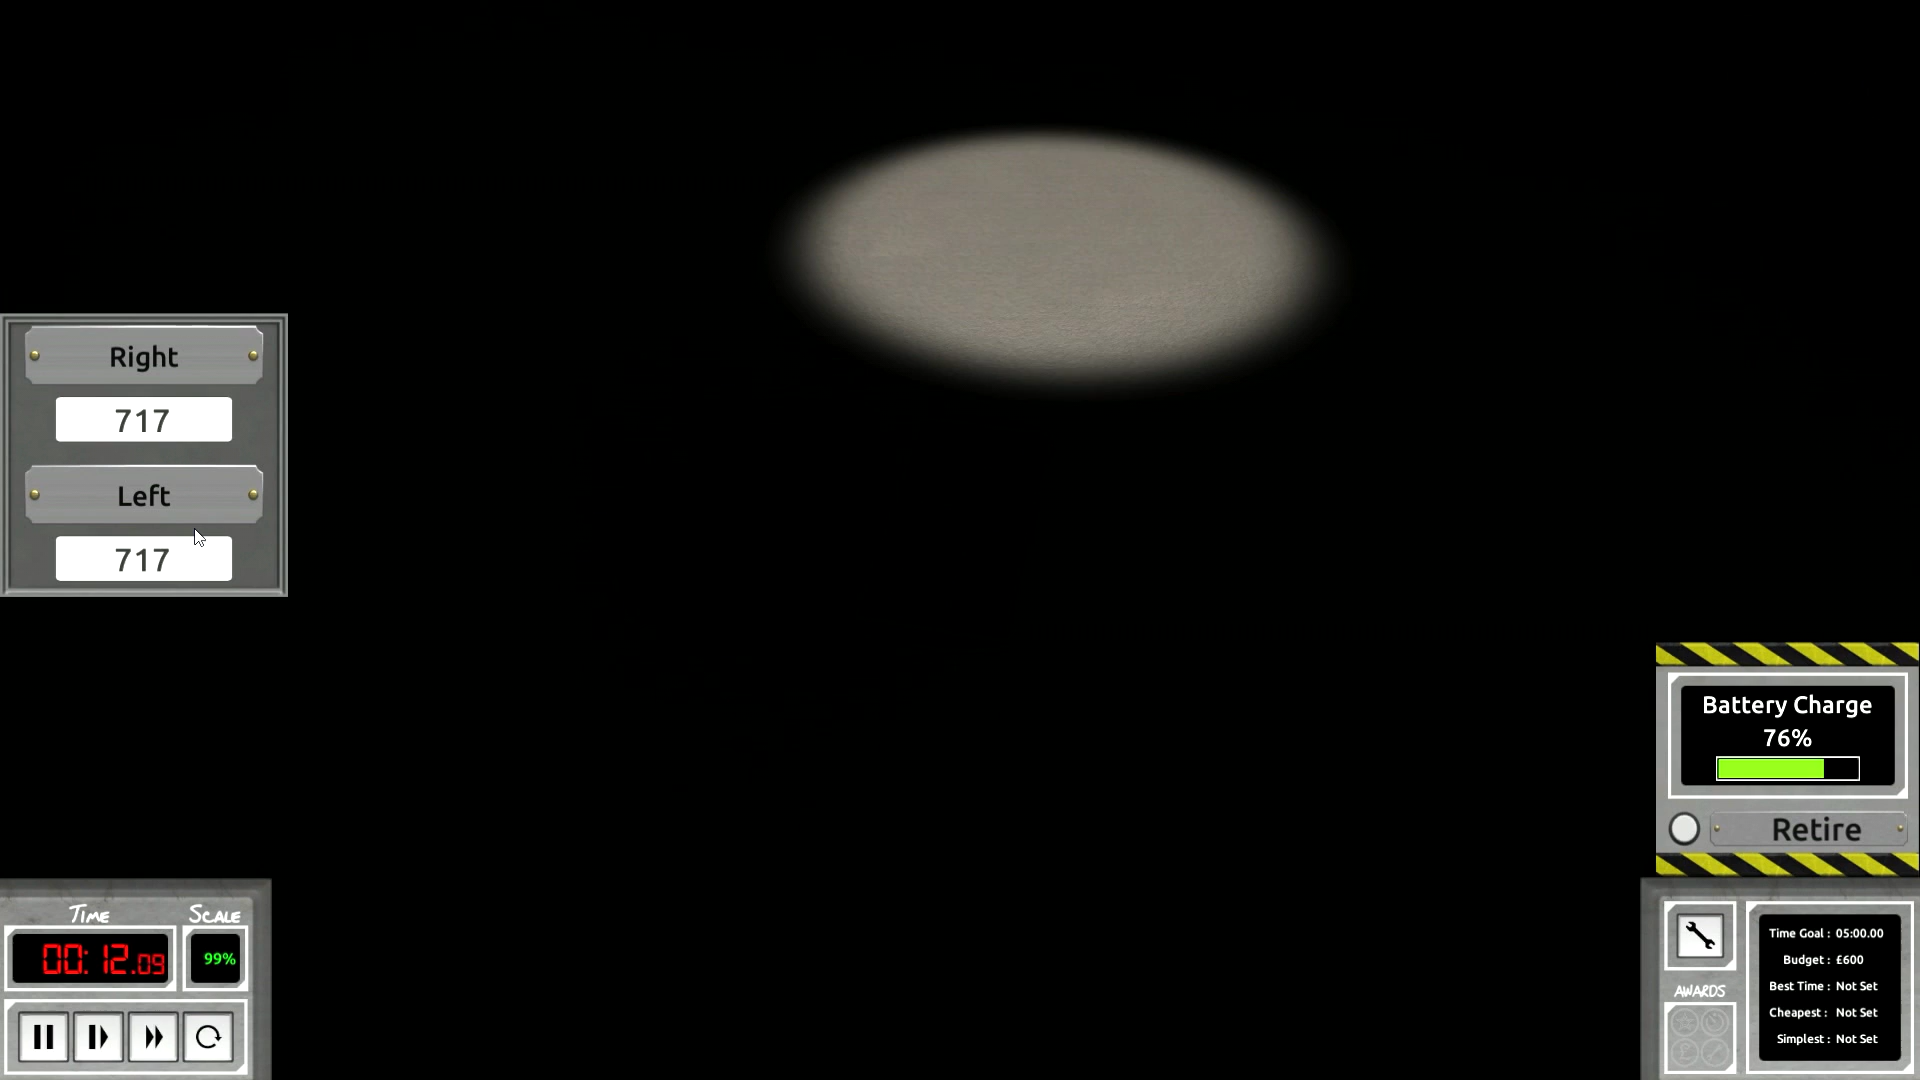 Right
717
Left
717
Battery Charge
76%
Retire
TIME
SCALE
00:12.09
99%
Time Goal : 05:00.00
Budget : £600
Best Time : Not Set
AWARDS
Cheapest : Not Set
Simplest : Not Set